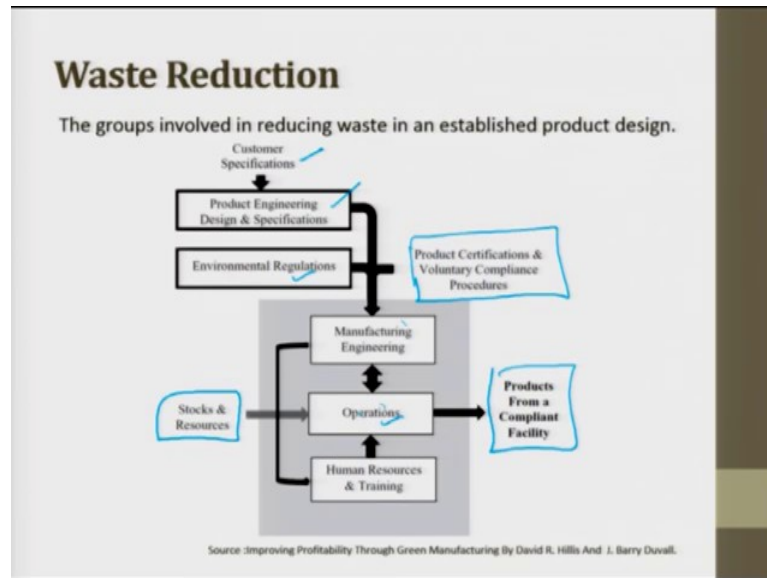 Waste Reduction
The groups involved in reducing waste in an established product design.
Customer
Specifications
Product Engineering
Design & Specifications
Environmental Regulations
Product Certifications &
Voluntary Compliance
Procedures
Manufacturing
Engineering
Stocks &
Resources
Operations
Products
From a
Compliant
Facility
Human Resources
& Training
Source :Improving Profitability Through Green Manufacturing By David R. Hillis And J. Barry Duvall.